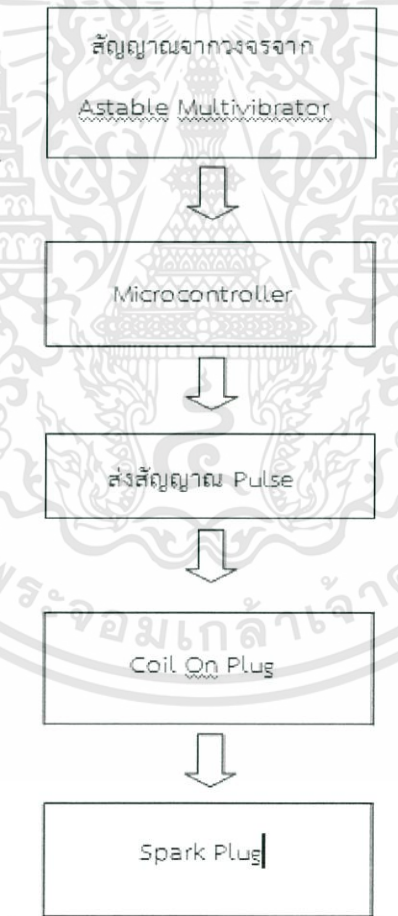 สัญญาณจากวงจรจาก
Astable Multivibrator
Microcontroller
ส่งสัญญาณ Pulse
Coil On Plug
Spark Plug